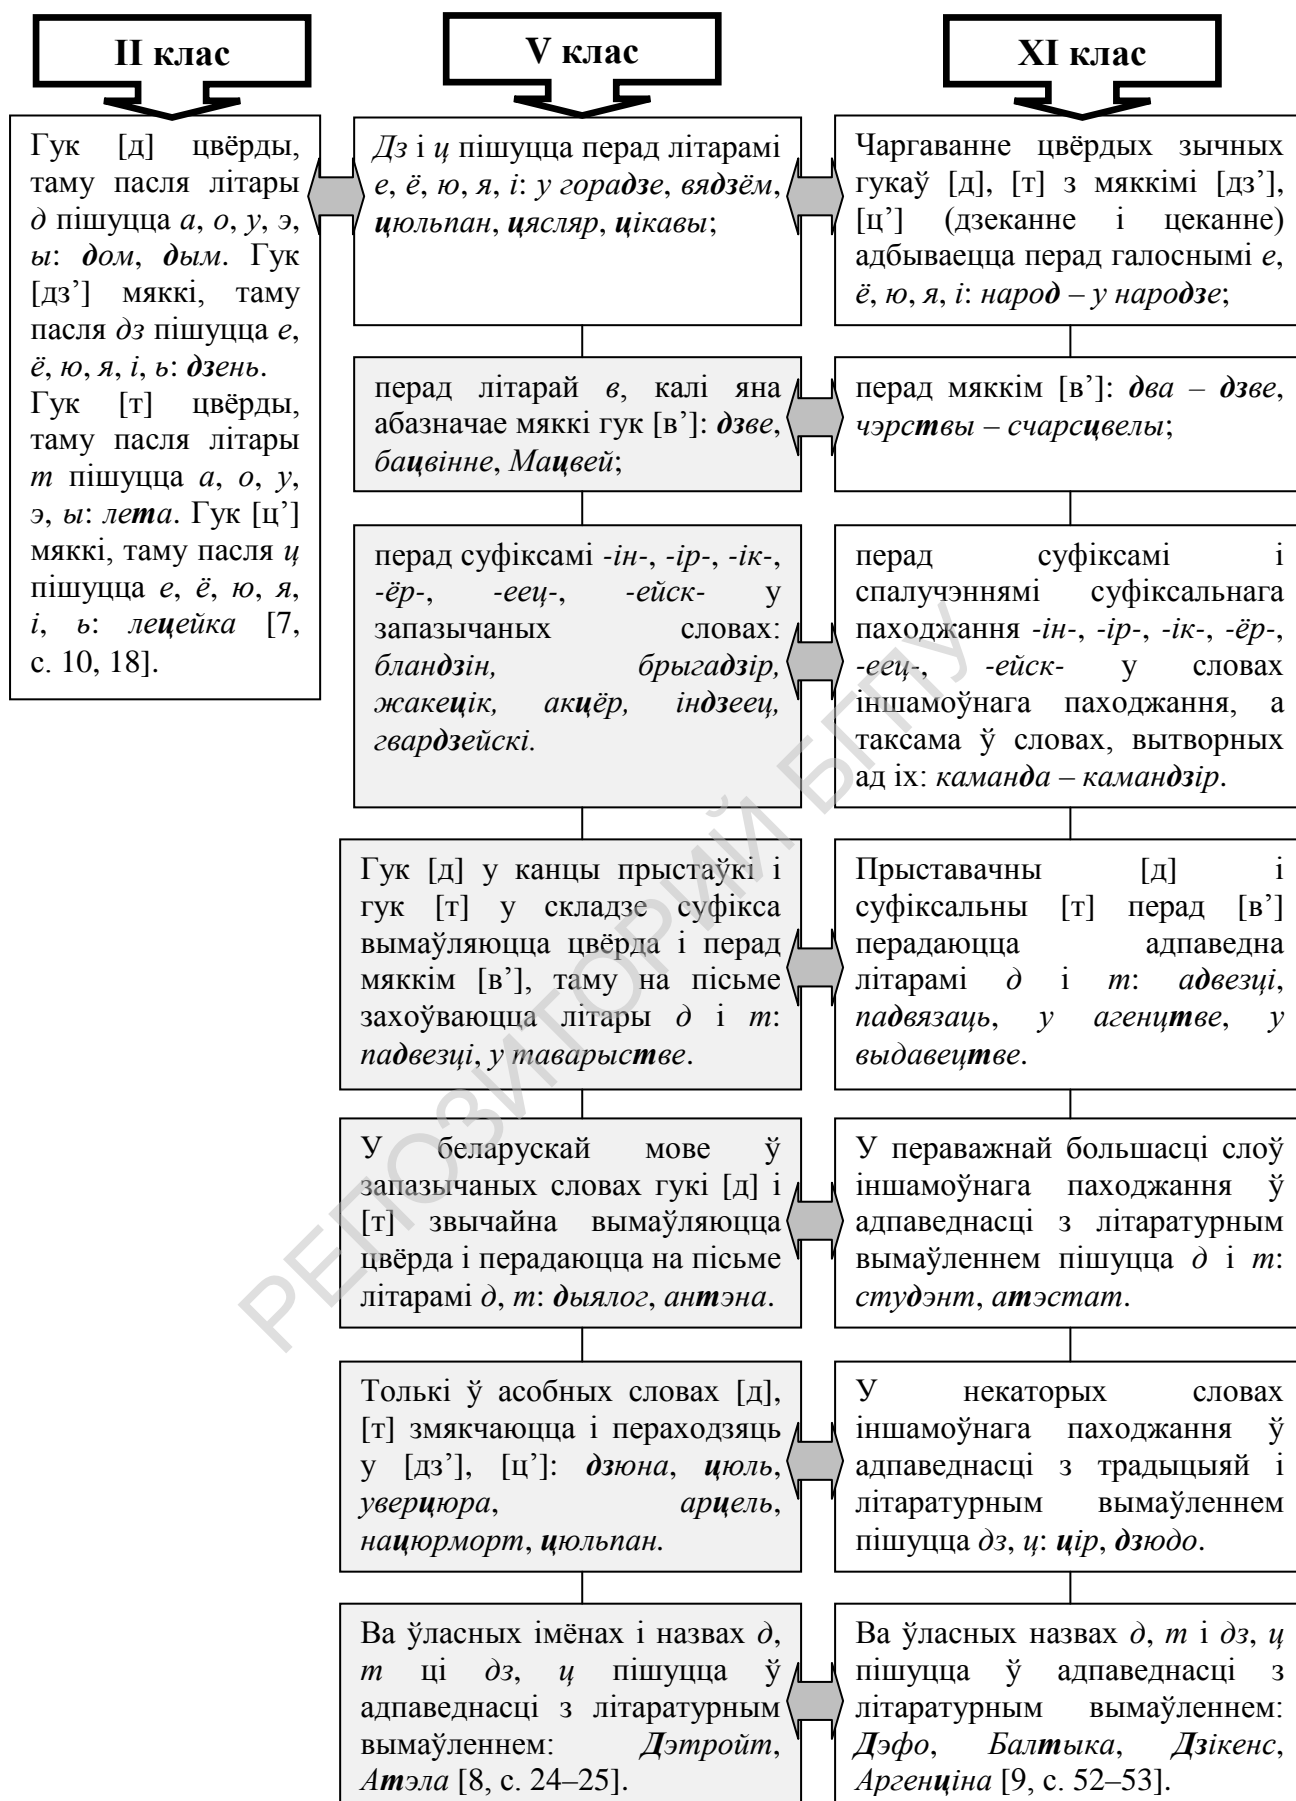 II клас
V клас
XI клас
Гук [д] цвёрды,
таму пасля літары
д пішуцца а, о, у, э,
ы: дом, дым. Гук
[дз’] мяккі, таму
пасля дз пішуцца е,
ё, ю, я, і, ь: дзень.
Гук [т] цвёрды,
таму пасля літары
т пішуцца а, о, у,
э, ы: лета. Гук [ц’]
мяккі, таму пасля ц
пішуцца е, ё, ю, я,
і, ь: лецейка [7,
с. 10, 18].
Дз і ц пішуцца перад літарамі
е, ё, ю, я, і: у горадзе, вядзём,
цюльпан, цясляр, цікавы;
Чаргаванне цвёрдых зычных
гукаў [д], [т] з мяккімі [дз’],
[ц’] (дзеканне і цеканне)
адбываецца перад галоснымі е,
ё, ю, я, і: народ – у народзе;
перад літарай в, калі яна
абазначае мяккі гук [в’]: дзве,
бацвінне, Мацвей;
перад мяккім [в’]: два – дзве,
чэрствы – счарсцвелы;
перад суфіксамі -ін-, -ір-, -ік-,
-ёр-, -еец-, -ейск- у
запазычаных словах:
бландзін, брыгадзір,
жакецік, акцёр, індзеец,
гвардзейскі.
перад суфіксамі і
спалучэннямі суфіксальнага
паходжання -ін-, -ір-, -ік-, -ёр-,
-еец-, -ейск- у словах
іншамоўнага паходжання, а
таксама ў словах, вытворных
ад іх: каманда – камандзір.
Гук [д] у канцы прыстаўкі і
гук [т] у складзе суфікса
вымаўляюцца цвёрда і перад
мяккім [в’], таму на пісьме
захоўваюцца літары д і т:
падвезці, у таварыстве.
Прыставачны [д] і
суфіксальны [т] перад [в’]
перадаюцца адпаведна
літарамі д і т: адвезці,
падвязаць, у агенцтве, у
выдавецтве.
У беларускай мове ў
запазычаных словах гукі [д] і
[т] звычайна вымаўляюцца
цвёрда і перадаюцца на пісьме
літарамі д, т: дыялог, антэна.
У пераважнай большасці слоў
іншамоўнага паходжання ў
адпаведнасці з літаратурным
вымаўленнем пішуцца д і т:
студэнт, атэстат.
Толькі ў асобных словах [д],
[т] змякчаюцца і пераходзяць
у [дз’], [ц’]: дзюна, цюль,
уверцюра, арцель,
нацюрморт, цюльпан.
У некаторых словах
іншамоўнага паходжання ў
адпаведнасці з традыцыяй і
літаратурным вымаўленнем
пішуцца дз, ц: цір, дзюдо.
Ва ўласных імёнах і назвах д,
т ці дз, ц пішуцца ў
адпаведнасці з літаратурным
вымаўленнем: Дэтройт,
Атэла [8, с. 24–25].
Ва ўласных назвах д, т і дз, ц
пішуцца ў адпаведнасці з
літаратурным вымаўленнем:
Дэфо, Балтыка, Дзікенс,
Аргенціна [9, с. 52–53].
РЕПОЗИТОРИЙ БГПУ